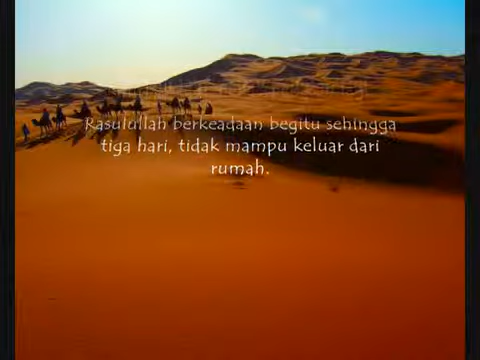 Rasulullah berkeadaan begitu sehingga
tiga hari, tidak mampu keluar dari
rumah.